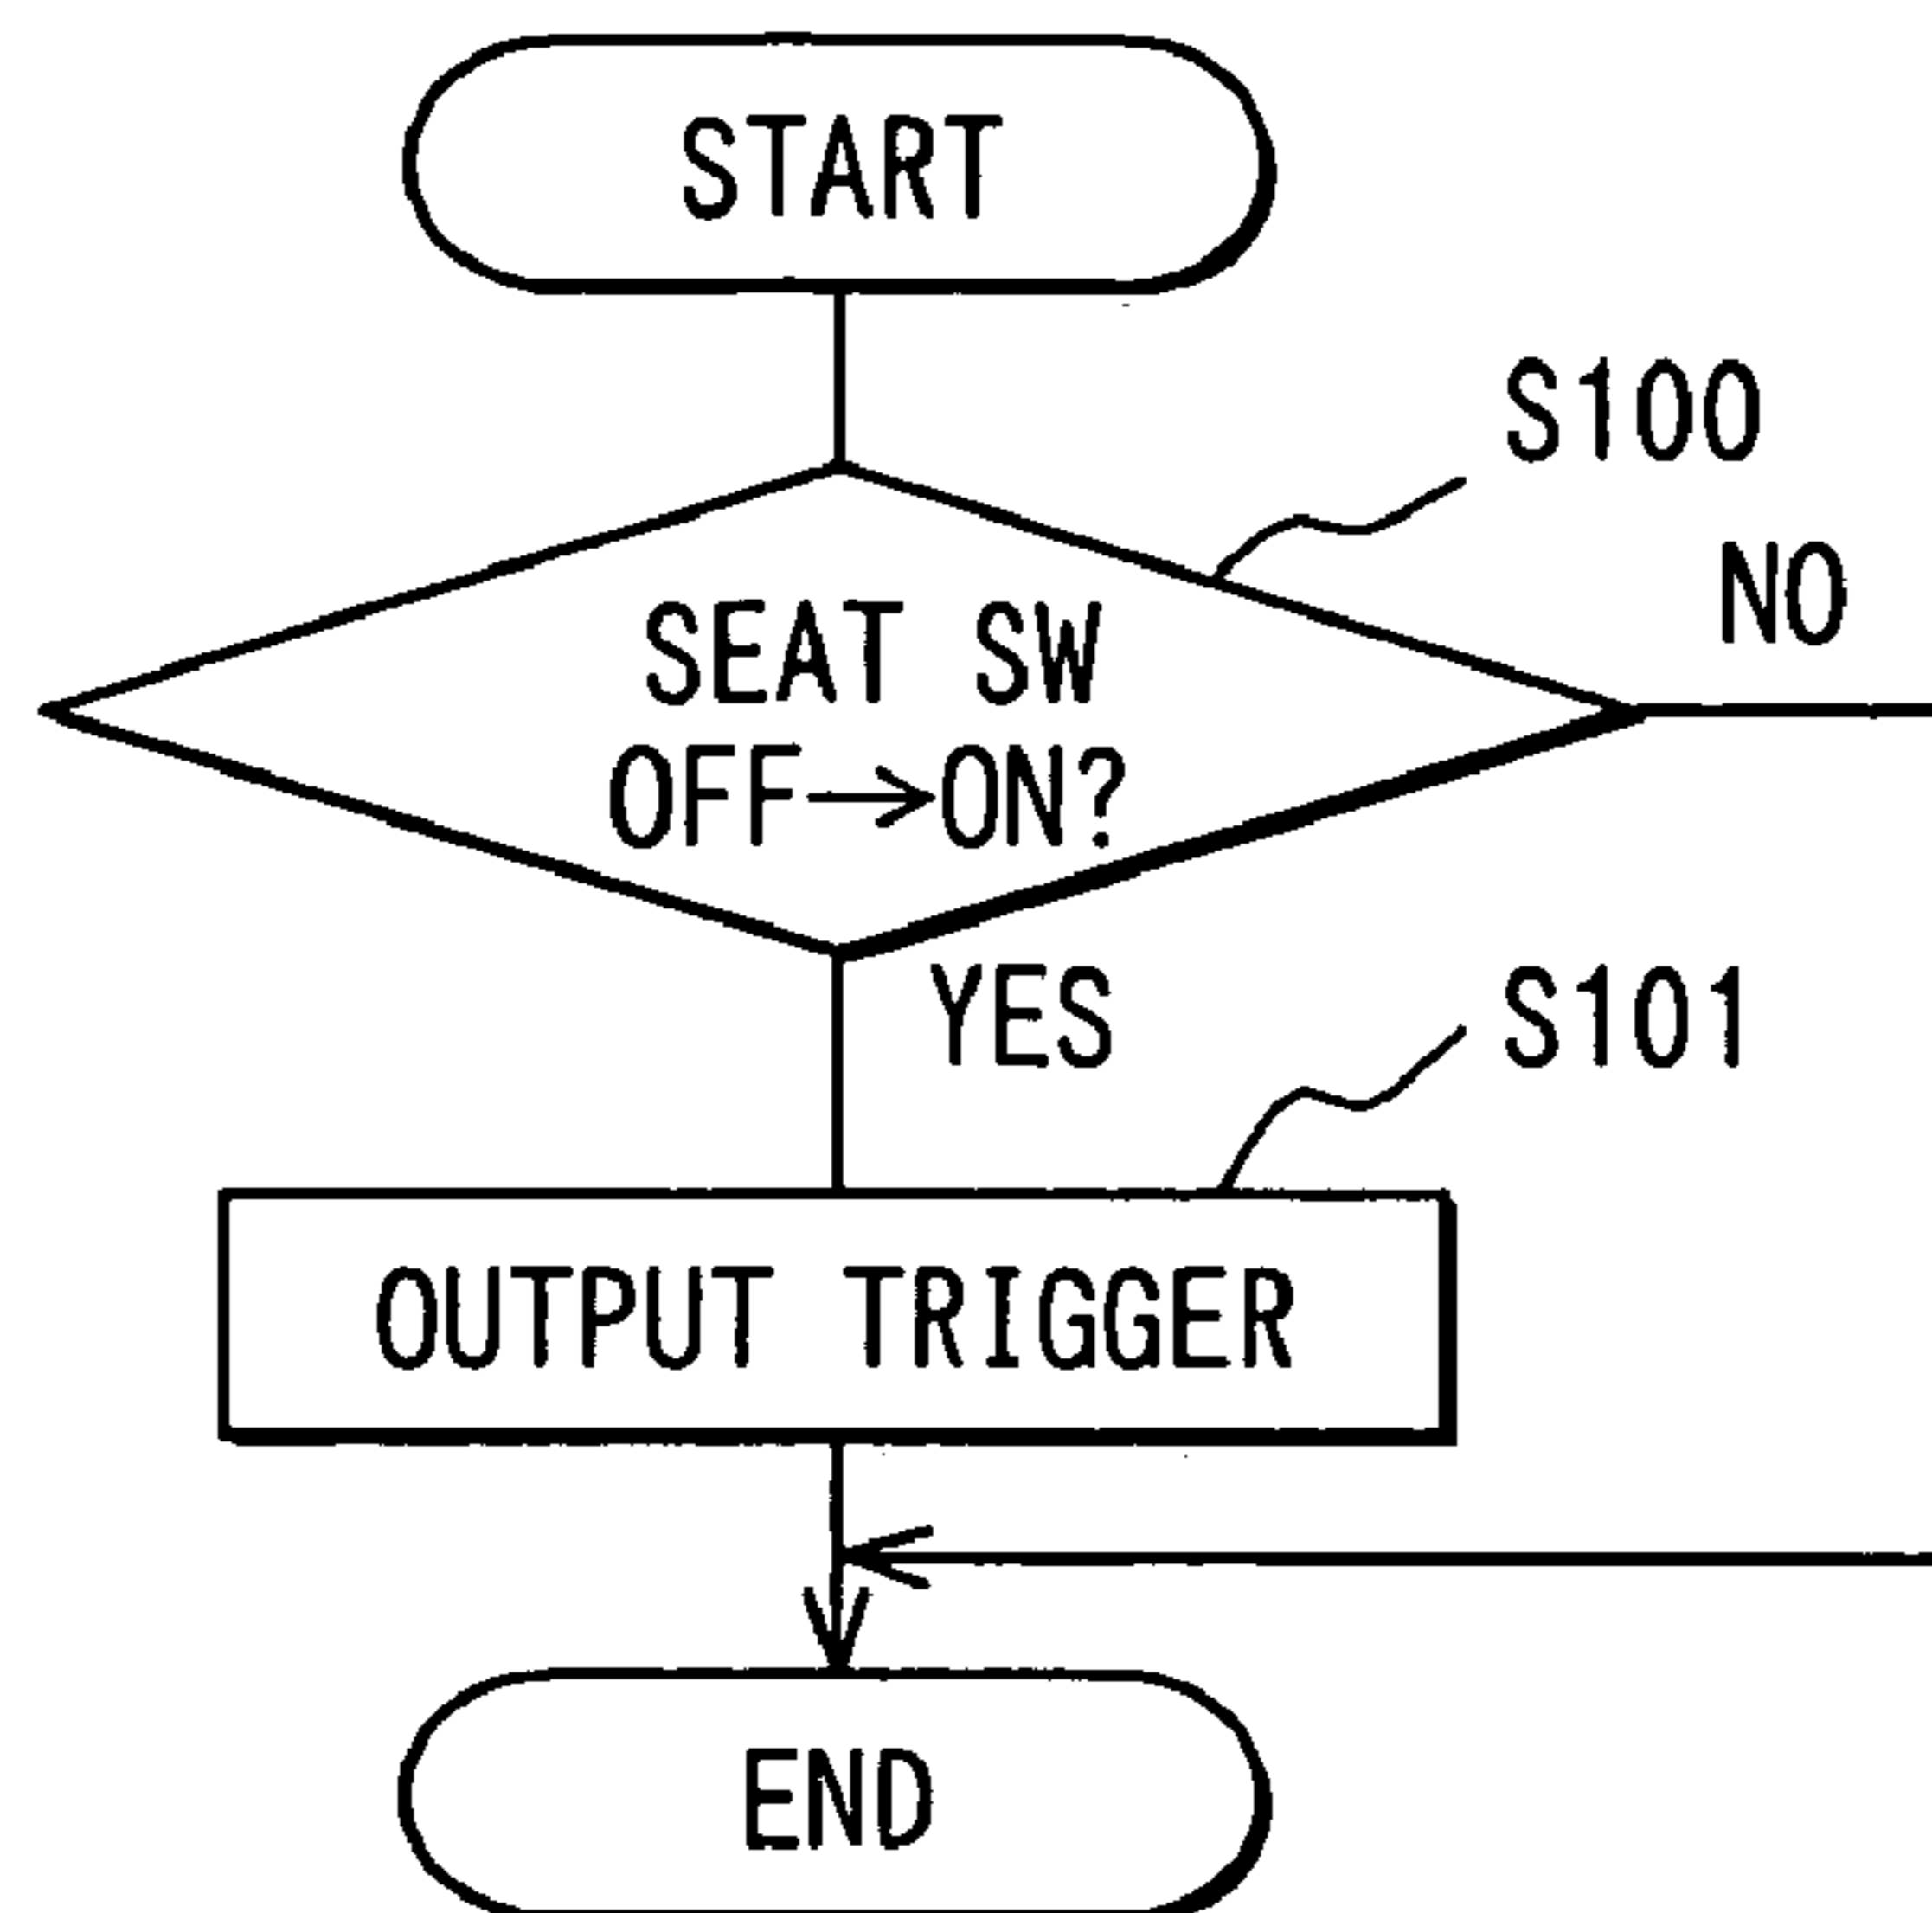 START
S100
NO
SEAT SW
OFF→ON?
YES
S101
OUTPUT TRIGGER
END